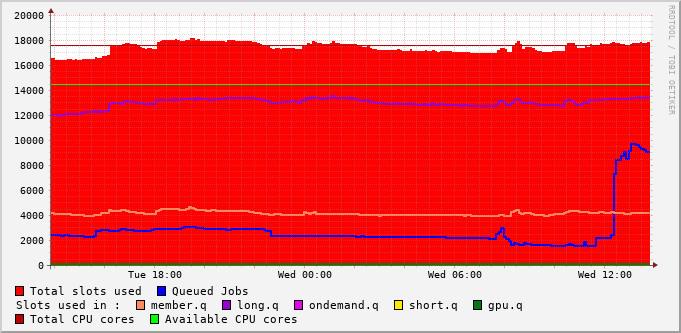 20000
18000
16000
14000
12000
10000
8000
6000
4000
2000
0
Tue 18:00 Wed 00:00 Wed 06:00 Wed 12:00
RRDTOOL / TOBI OETIKER
Total slots used Queued Jobs
Slots used in : member.q long.q ondemand.q short.q gpu.q
Total CPU cores Available CPU cores